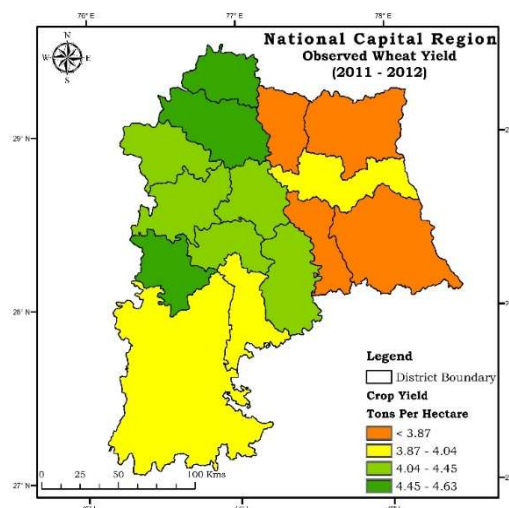 76°E 77°E 78°E
National Capital Region
Observed Wheat Yield
(2011 - 2012)
N
W E
S
29°N
28°N
27°N
Legend
District Boundary
Crop Yield
Tons Per Hectare
< 3.87
3.87 - 4.04
4.04 - 4.45
4.45 - 4.63
0 25 50 100 Kms